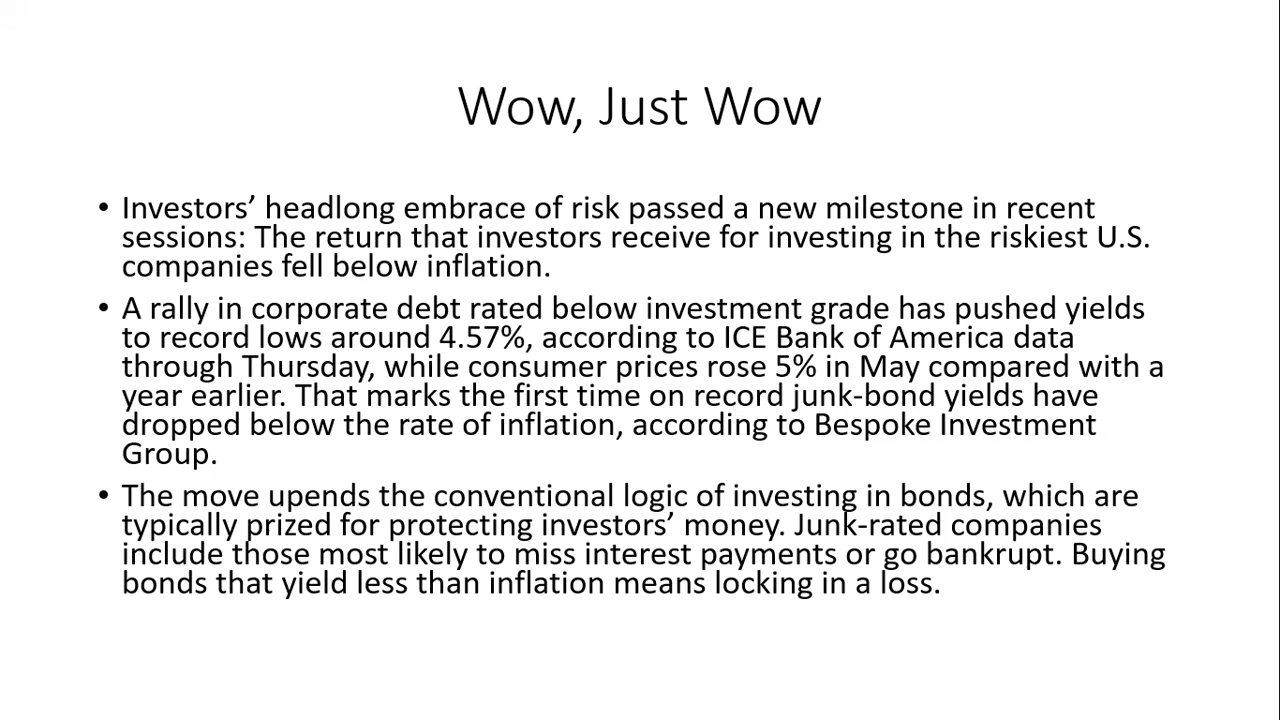 Wow, Just Wow
• Investors’ headlong embrace of risk passed a new milestone in recent
sessions: The return that investors receive for investing in the riskiest U.S.
companies fell below inflation.
• A rally in corporate debt rated below investment grade has pushed yields
to record lows around 4.57%, according to ICE Bank of America data
through Thursday, while consumer prices rose 5% in May compared with a
year earlier. That marks the first time on record junk-bond yields have
dropped below the rate of inflation, according to Bespoke Investment
Group.
• The move upends the conventional logic of investing in bonds, which are
typically prized for protecting investors’ money. Junk-rated companies
include those most likely to miss interest payments or go bankrupt. Buying
bonds that yield less than inflation means locking in a loss.